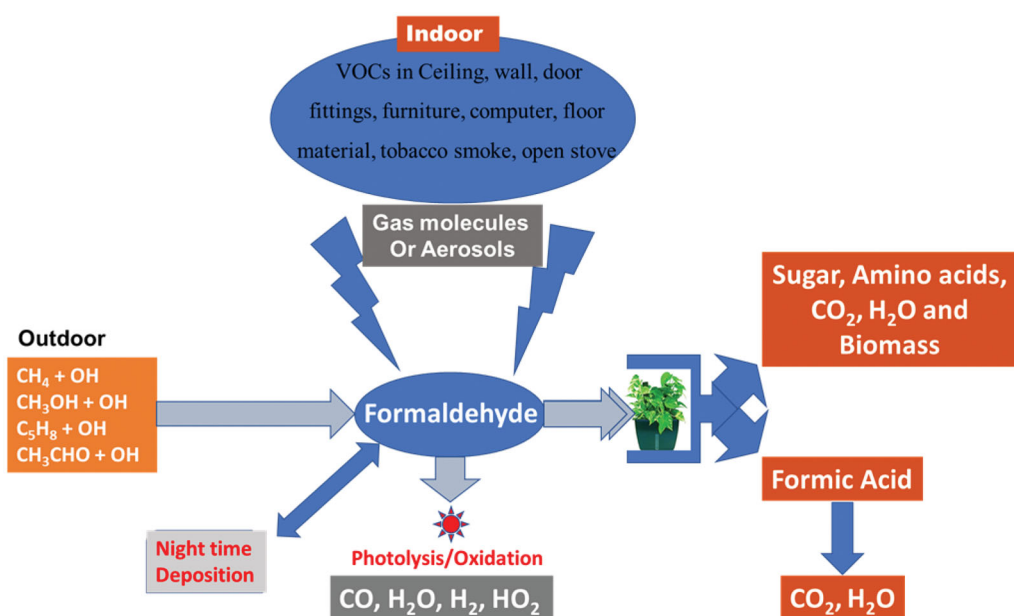 Indoor
VOCs in Ceiling, wall, door
fittings, furniture, computer, floor
material, tobacco smoke, open stove
Gas molecules
Or Aerosols
Outdoor
CH₄ + OH
CH₃OH + OH
C₅H₈ + OH
CH₃CHO + OH
Formaldehyde
Sugar, Amino acids,
CO₂, H₂O and
Biomass
Formic Acid
Night time
Deposition
Photolysis/Oxidation
CO, H₂O, H₂, HO₂
CO₂, H₂O